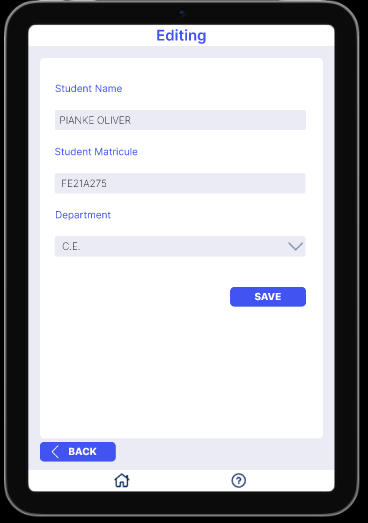 Editing
Student Name
PIANKE OLIVER
Student Matricule
FE21A275
Department
C.E.
SAVE
BACK
?